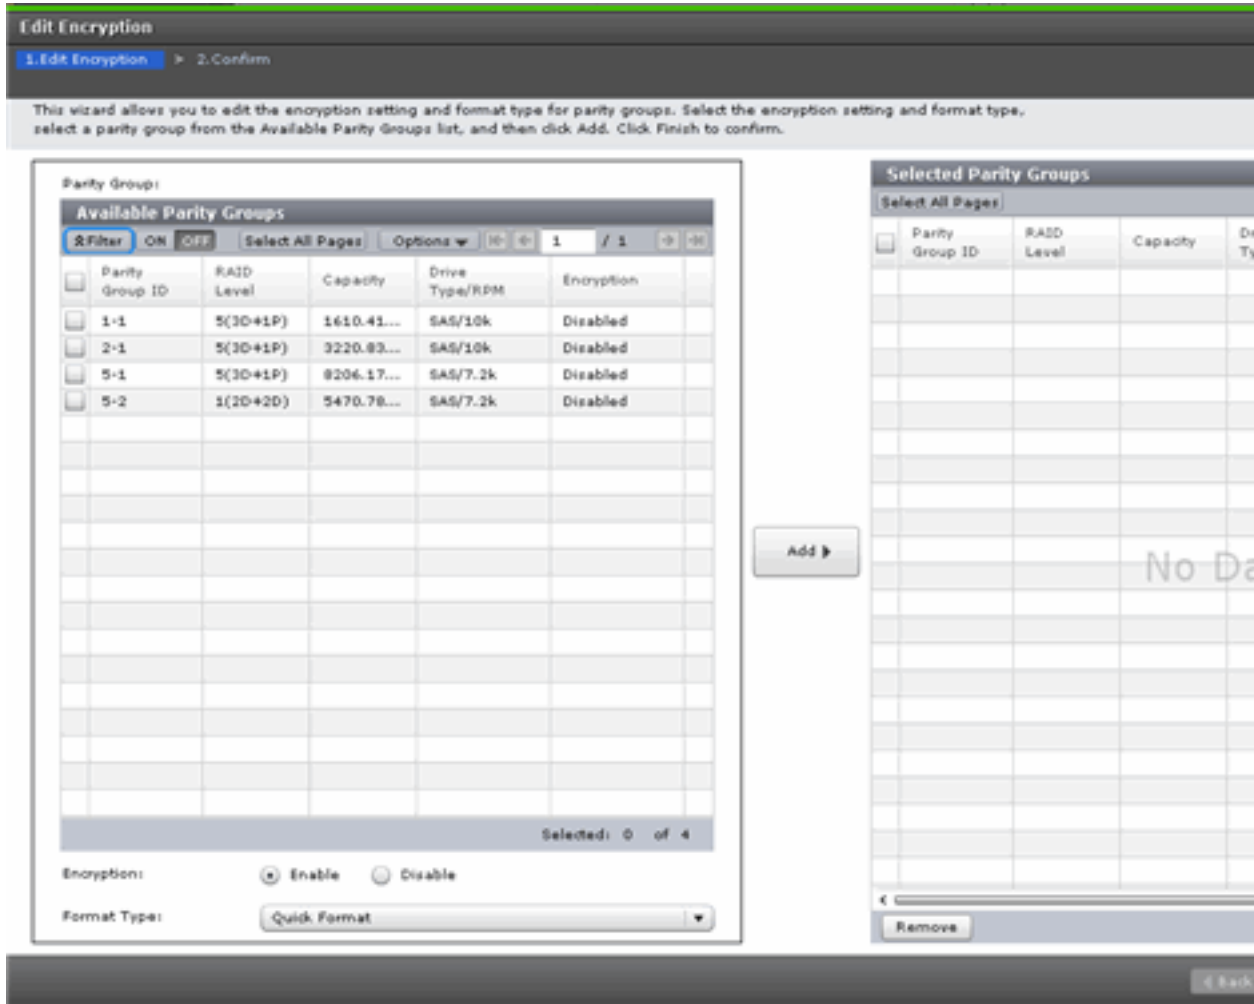 Edit Encryption
1.Edit Encryption > 2.Confirm
This wizard allows you to edit the encryption setting and format type for parity groups. Select the encryption setting and format type,
select a parity group from the Available Parity Groups list, and then click Add. Click Finish to confirm.
Parity Group:
Available Parity Groups
Filter ON OFF Select All Pages Options 1 / 1
Parity Group ID RAID Level Capacity Drive Type/RPM Encryption
1-1 5(3D+1P) 1610.41... SAS/10k Disabled
2-1 5(3D+1P) 3220.83... SAS/10k Disabled
5-1 5(3D+1P) 8206.17... SAS/7.2k Disabled
5-2 1(2D+2D) 5470.78... SAS/7.2k Disabled
Selected: 0 of 4
Encryption: Enable Disable
Format Type: Quick Format
Add
Selected Parity Groups
Select All Pages
Parity Group ID RAID Level Capacity
No
Remove
Back